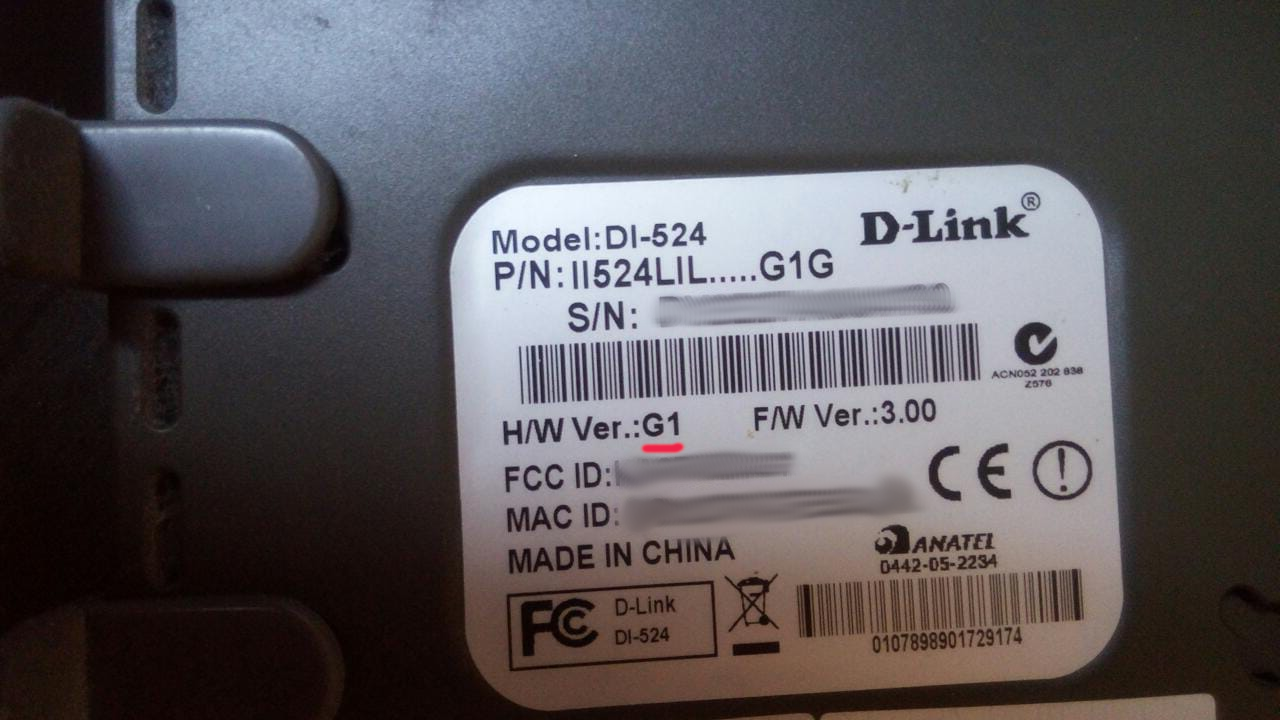 D-Link®
Model:DI-524
P/N:II524LIL.....G1G
S/N:
ACN052 202 838
Z576
H/W Ver.:G1 F/W Ver.:3.00
FCC ID:
MAC ID:
CE
MADE IN CHINA
ANATEL
0442-05-2234
FC D-Link
DI-524
0107898901729174